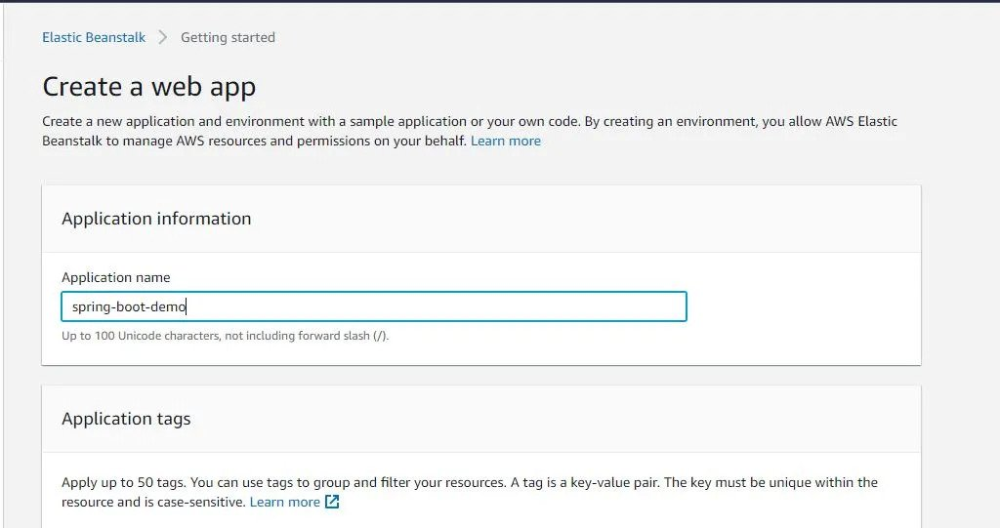 Elastic Beanstalk > Getting started
Create a web app
Create a new application and environment with a sample application or your own code. By creating an environment, you allow AWS Elastic
Beanstalk to manage AWS resources and permissions on your behalf. Learn more
Application information
Application name
spring-boot-demo
Up to 100 Unicode characters, not including forward slash (/).
Application tags
Apply up to 50 tags. You can use tags to group and filter your resources. A tag is a key-value pair. The key must be unique within the
resource and is case-sensitive. Learn more